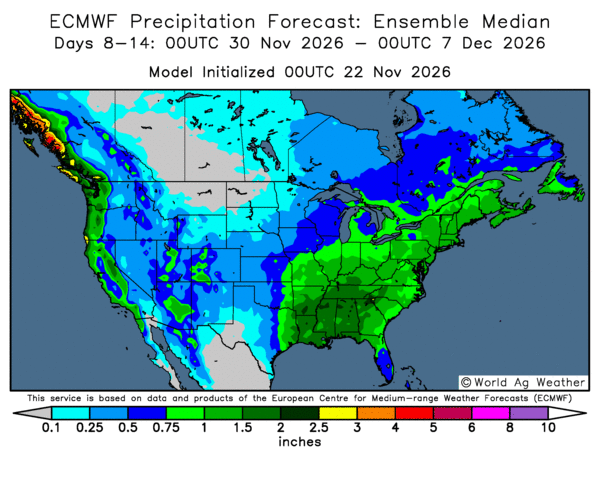 ECMWF Precipitation Forecast: Ensemble Median
Days 8-14: 00UTC 30 Nov 2026 - 00UTC 7 Dec 2026
Model Initialized 00UTC 22 Nov 2026
© World Ag Weather
This service is based on data and products of the European Centre for Medium-range Weather Forecasts (ECMWF)
0.1 0.25 0.5 0.75 1 1.5 2 2.5 3 4 5 6 8 10
inches